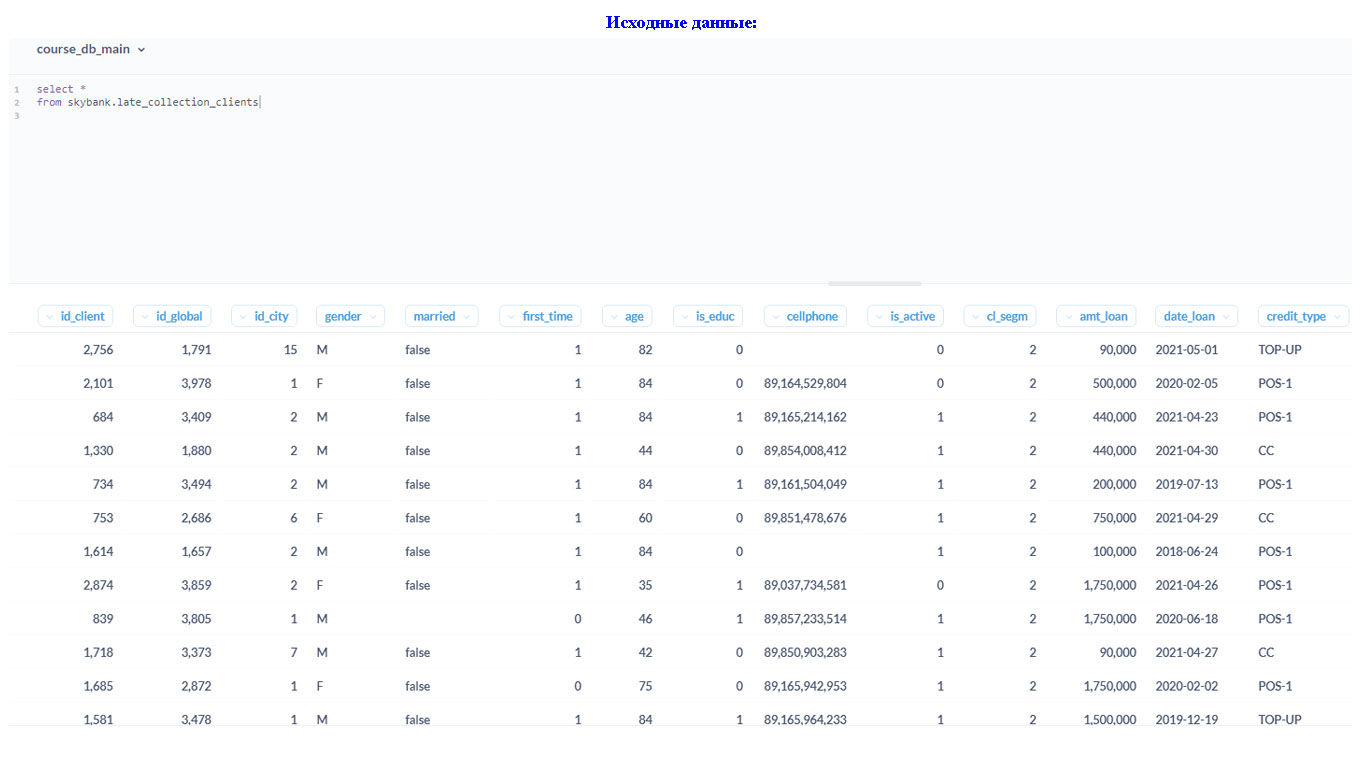 Исходные данные:
course_db_main
1 select *
2 from skybank.late_collection_clients
3
id_client id_global id_city gender married first_time age is_educ cellphone is_active cl_segm amt_loan date_loan credit_type
2,756 1,791 15 M false 1 82 0 0 2 90,000 2021-05-01 TOP-UP
2,101 3,978 1 F false 1 84 0 89,164,529,804 0 2 500,000 2020-02-05 POS-1
684 3,409 2 M false 1 84 1 89,165,214,162 1 2 440,000 2021-04-23 POS-1
1,330 1,880 2 M false 1 44 0 89,854,008,412 1 2 440,000 2021-04-30 CC
734 3,494 2 M false 1 84 1 89,161,504,049 1 2 200,000 2019-07-13 POS-1
753 2,686 6 F false 1 60 0 89,851,478,676 1 2 750,000 2021-04-29 CC
1,614 1,657 2 M false 1 84 0 1 2 100,000 2018-06-24 POS-1
2,874 3,859 2 F false 1 35 1 89,037,734,581 0 2 1,750,000 2021-04-26 POS-1
839 3,805 1 M 0 46 1 89,857,233,514 1 2 1,750,000 2020-06-18 POS-1
1,718 3,373 7 M false 1 42 0 89,850,903,283 1 2 90,000 2021-04-27 CC
1,685 2,872 1 F false 0 75 0 89,165,942,953 1 2 1,750,000 2020-02-02 POS-1
1,581 3,478 1 M false 1 84 1 89,165,964,233 1 2 1,500,000 2019-12-19 TOP-UP